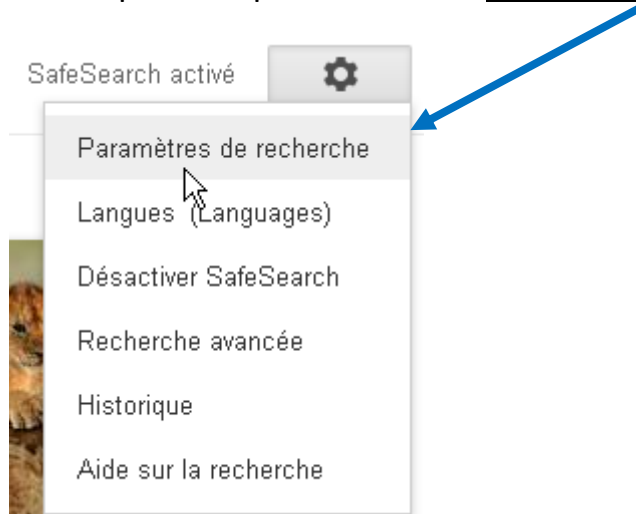 SafeSearch activé
Paramètres de recherche
Langues (Languages)
Désactiver SafeSearch
Recherche avancée
Historique
Aide sur la recherche